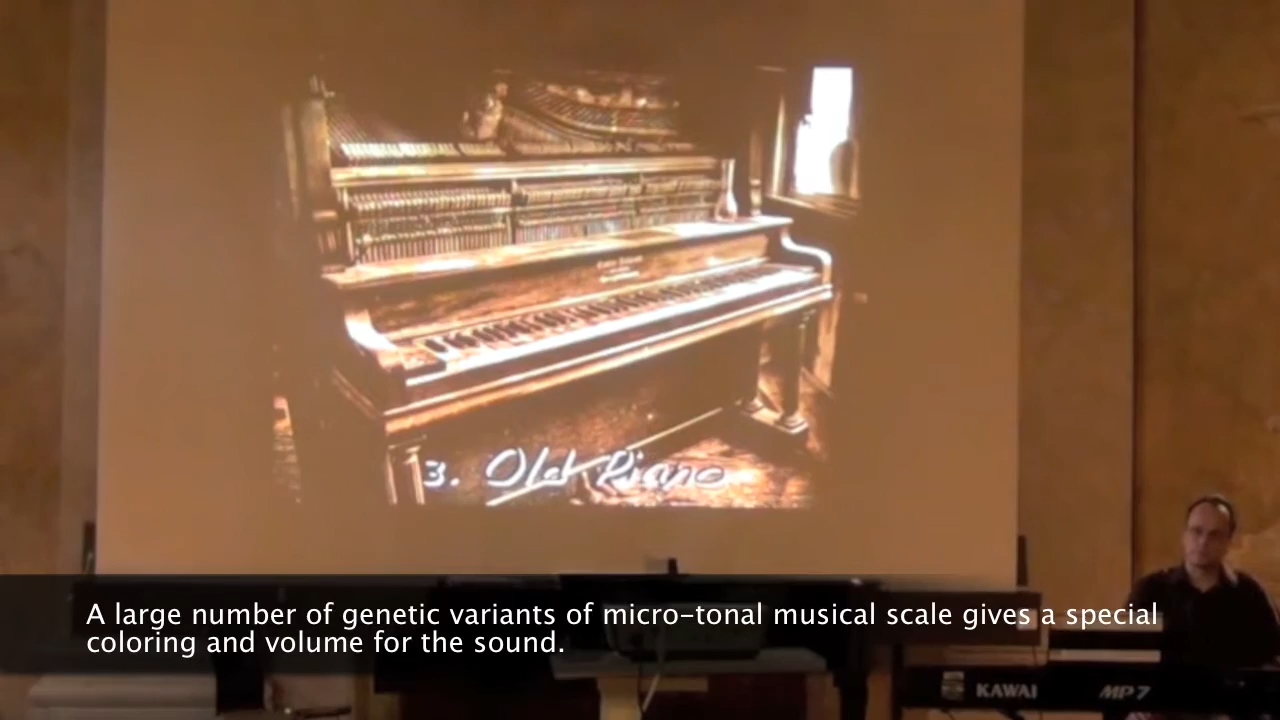 3. Old Piano
A large number of genetic variants of micro-tonal musical scale gives a special
coloring and volume for the sound.
KAWAI MP7